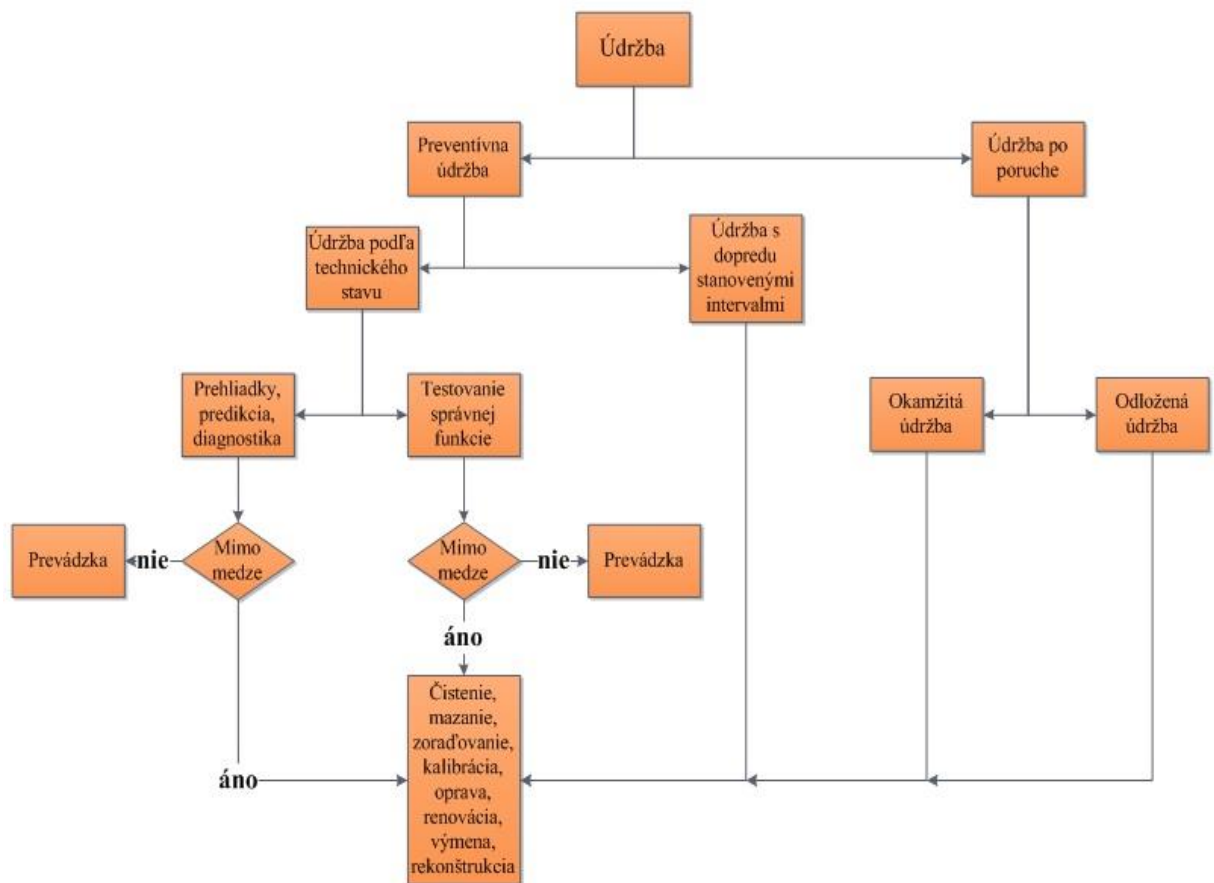 Údržba
Preventívna
údržba
Údržba po
poruche
Údržba podľa
technického
stavu
Údržba s
dopredu
stanovenými
intervalmi
Prehliadky,
predikcia,
diagnostika
Testovanie
správnej
funkcie
Okamžitá
údržba
Odložená
údržba
Prevádzka
nie
Mimo
medze
Mimo
medze
nie
Prevádzka
áno
áno
Čistenie,
mazanie,
zoraďovanie,
kalibrácia,
oprava,
renovácia,
výmena,
rekonštrukcia